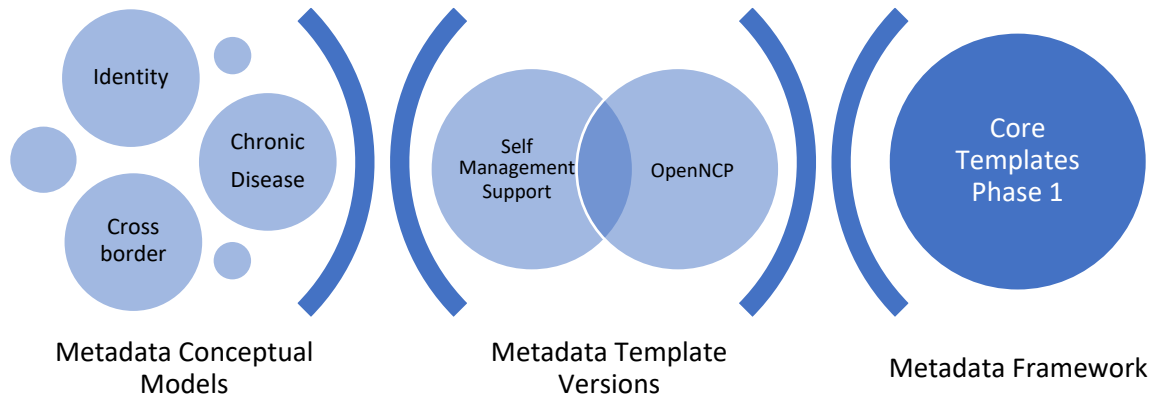 Identity
Chronic
Disease
Cross
border
Metadata Conceptual
Models
Self
Management
Support
OpenNCP
Metadata Template
Versions
Core
Templates
Phase 1
Metadata Framework